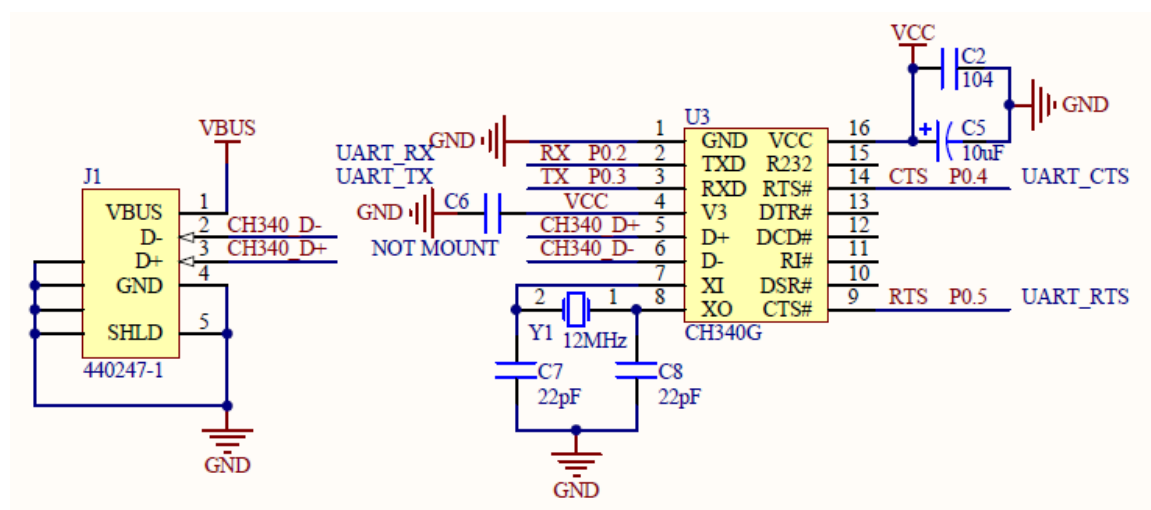 VBUS
J1
VBUS 1
D- 2 CH340_D-
D+ 3 CH340_D+
GND 4
SHLD 5
440247-1
GND
VCC
C2
104
GND
C5
10uF
+
U3
GND 1 GND VCC 16
UART_RX RX P0.2 2 TXD R232 15
UART_TX TX P0.3 3 RXD RTS# 14 CTS P0.4 UART_CTS
GND C6 VCC 4 V3 DTR# 13
NOT MOUNT
CH340_D+ 5 D+ DCD# 12
CH340_D- 6 D- RI# 11
7 XI DSR# 10
8 XO CTS# 9 RTS P0.5 UART_RTS
CH340G
2 1
Y1 12MHz
C7
22pF
C8
22pF
GND